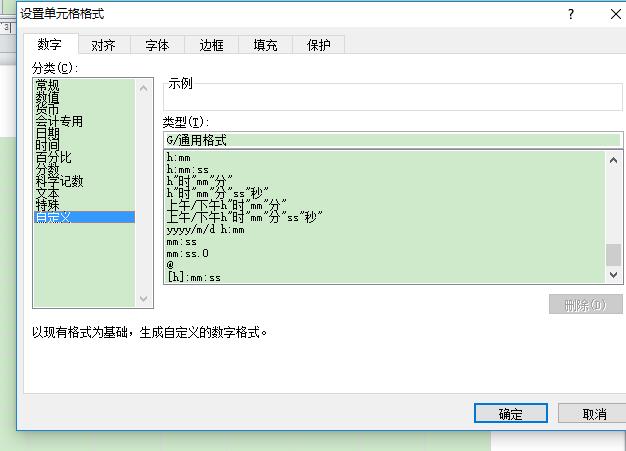 设置单元格格式
?
数字
对齐
字体
边框
填充
保护
分类(C):
常规
数值
货币
会计专用
日期
时间
百分比
分数
科学记数
文本
特殊
自定义
示例
类型(T):
G/通用格式
h:mm
h:mm:ss
h"时"mm"分"
h"时"mm"分"ss"秒"
上午/下午h"时"mm"分"
上午/下午h"时"mm"分"ss"秒"
yyyy/m/d h:mm
mm:ss
mm:ss.0
@
[h]:mm:ss
删除(D)
以现有格式为基础，生成自定义的数字格式。
确定
取消